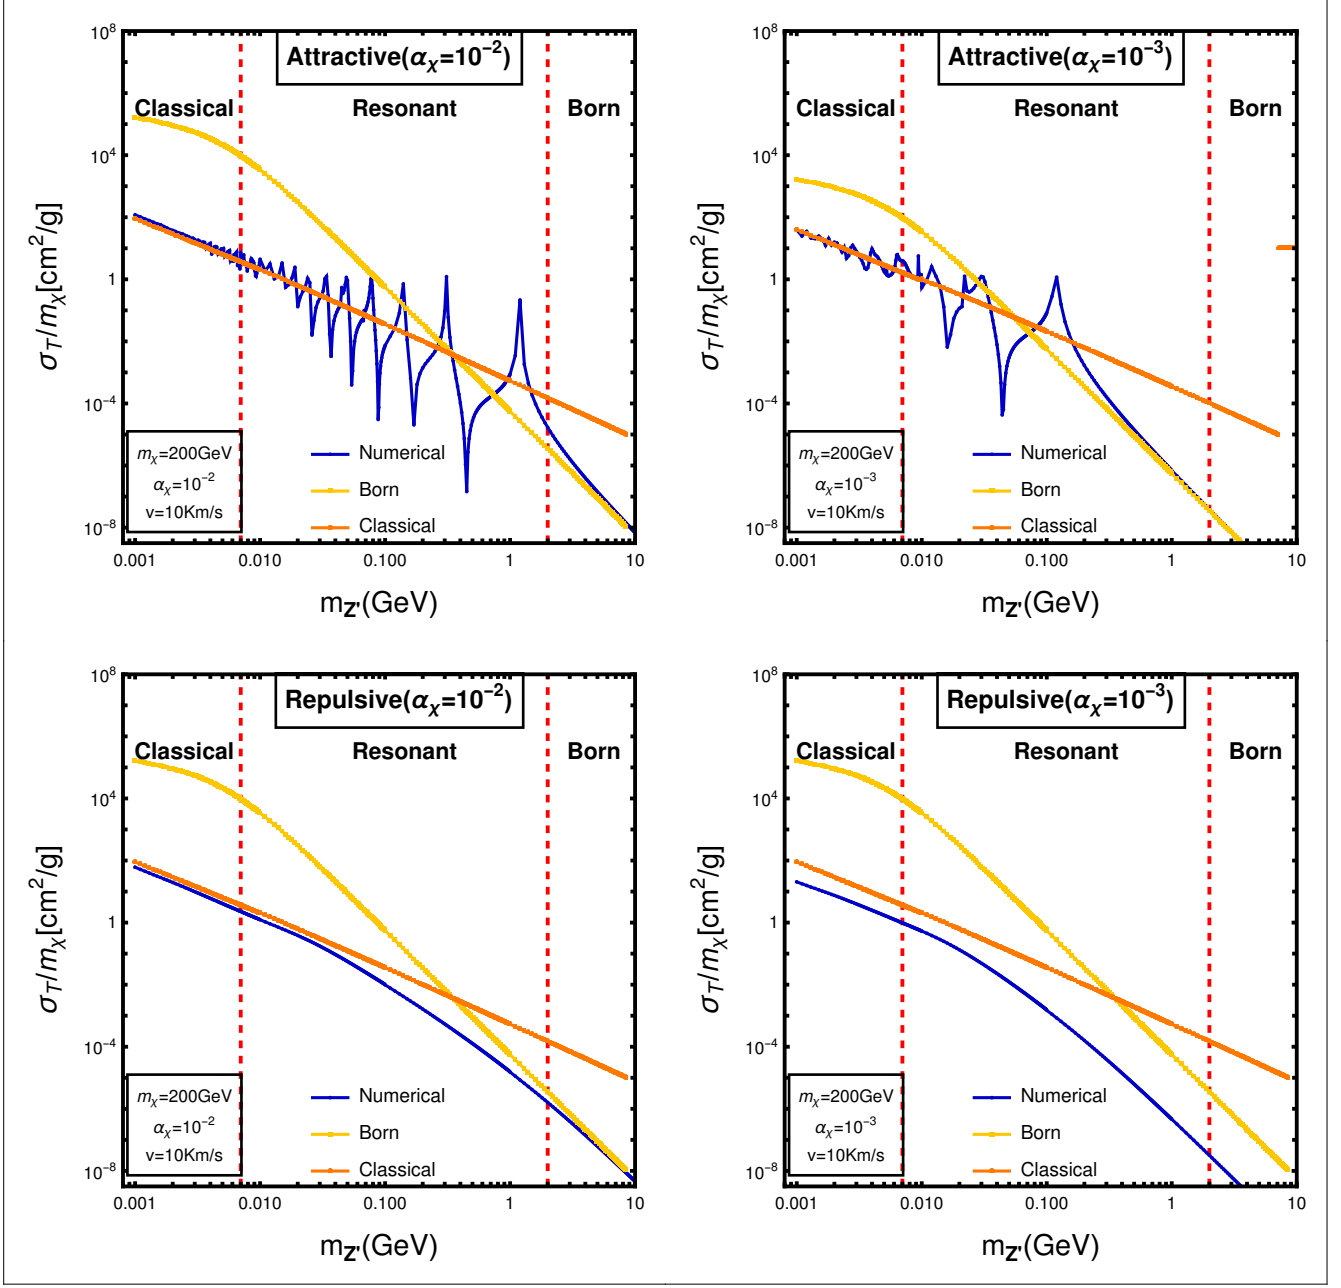 Attractive(αχ=10⁻²)
Classical Resonant Born
10⁸
10⁴
1
10⁻⁴
10⁻⁸
σT/mχ[cm²/g]
mχ=200GeV
αχ=10⁻²
v=10Km/s
Numerical
Born
Classical
0.001 0.010 0.100 1 10
mZ'(GeV)
Attractive(αχ=10⁻³)
Classical Resonant Born
10⁸
10⁴
1
10⁻⁴
10⁻⁸
σT/mχ[cm²/g]
mχ=200GeV
αχ=10⁻³
v=10Km/s
Numerical
Born
Classical
0.001 0.010 0.100 1 10
mZ'(GeV)
Repulsive(αχ=10⁻²)
Classical Resonant Born
10⁸
10⁴
1
10⁻⁴
10⁻⁸
σT/mχ[cm²/g]
mχ=200GeV
αχ=10⁻²
v=10Km/s
Numerical
Born
Classical
0.001 0.010 0.100 1 10
mZ'(GeV)
Repulsive(αχ=10⁻³)
Classical Resonant Born
10⁸
10⁴
1
10⁻⁴
10⁻⁸
σT/mχ[cm²/g]
mχ=200GeV
αχ=10⁻³
v=10Km/s
Numerical
Born
Classical
0.001 0.010 0.100 1 10
mZ'(GeV)